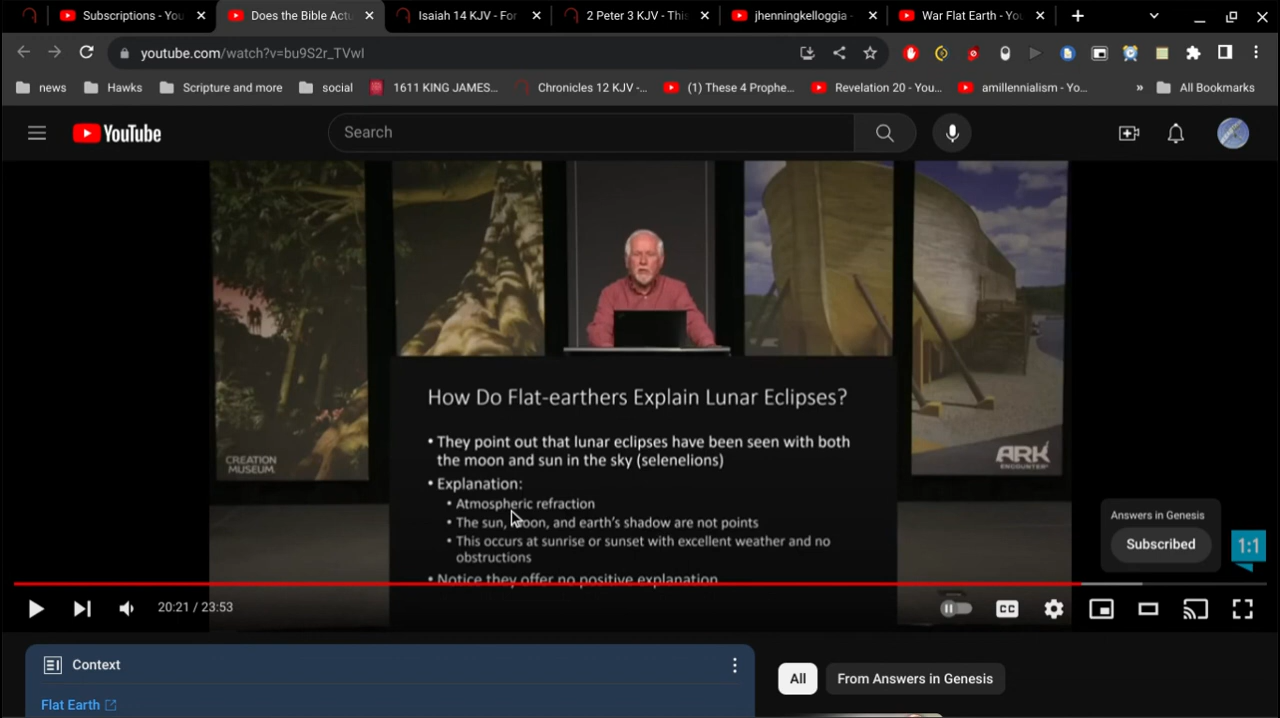 Subscriptions - You
Does the Bible Actu
Isaiah 14 KJV - For
2 Peter 3 KJV - This
jhenningkelloggia -
War Flat Earth - You
youtube.com/watch?v=bu9S2r_TVwI
news
Hawks
Scripture and more
social
1611 KING JAMES...
Chronicles 12 KJV -...
(1) These 4 Prophe...
Revelation 20 - You...
amillennialism - Yo...
»
All Bookmarks
YouTube
Search
CREATION
MUSEUM
ARK
ENCOUNTER
How Do Flat-earthers Explain Lunar Eclipses?
• They point out that lunar eclipses have been seen with both
the moon and sun in the sky (selenelions)
• Explanation:
• Atmospheric refraction
• The sun, moon, and earth's shadow are not points
• This occurs at sunrise or sunset with excellent weather and no
obstructions
• Notice they offer no positive explanation
Answers in Genesis
Subscribed
1:1
20:21 / 23:53
CC
Context
Flat Earth
All
From Answers in Genesis